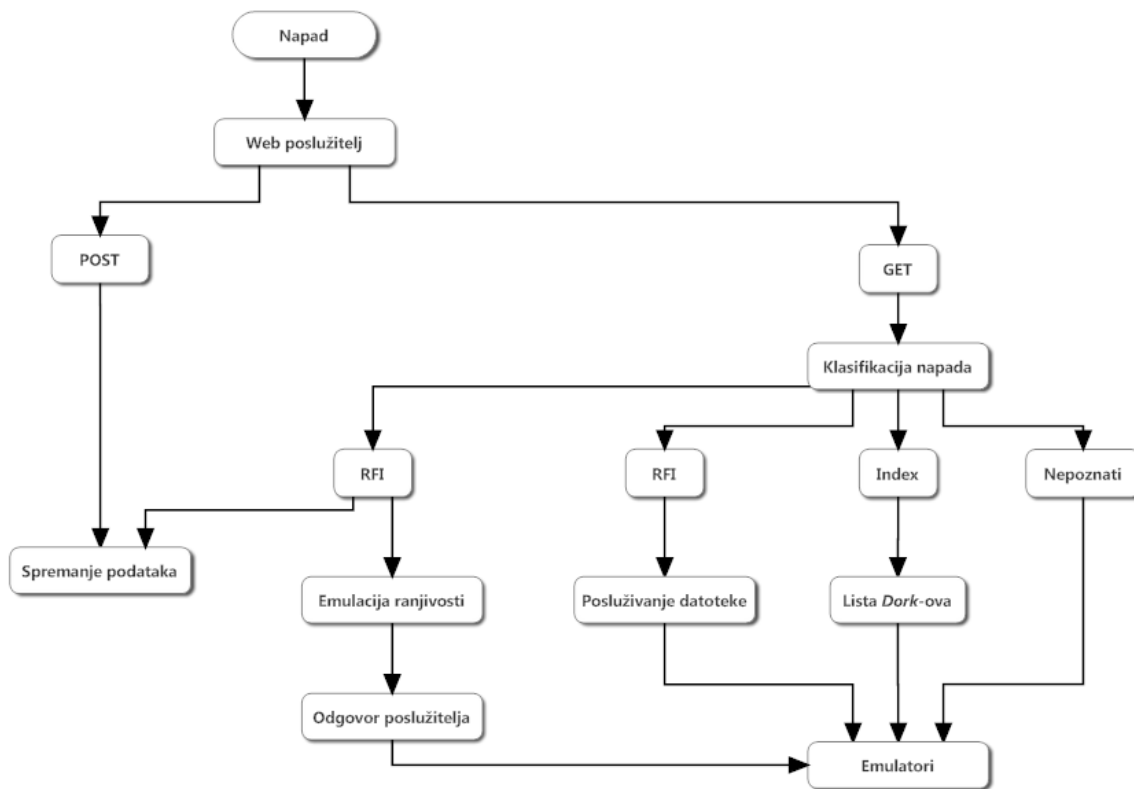 Napad
Web poslužitelj
POST
GET
Klasifikacija napada
RFI
RFI
Index
Nepoznati
Spremanje podataka
Emulacija ranjivosti
Posluživanje datoteke
Lista Dork-ova
Odgovor poslužitelja
Emulatori